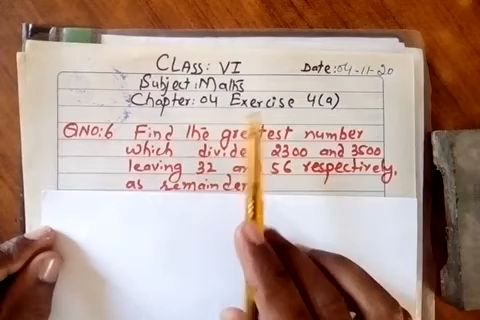 CLASS: VI
Date: 04-11-20
Subject: Maths
Chapter: 04 Exercise 4(a)
QNO:6 Find the greatest number
which divide 2300 and 3500
leaving 32 and 56 respectively,
as remainder